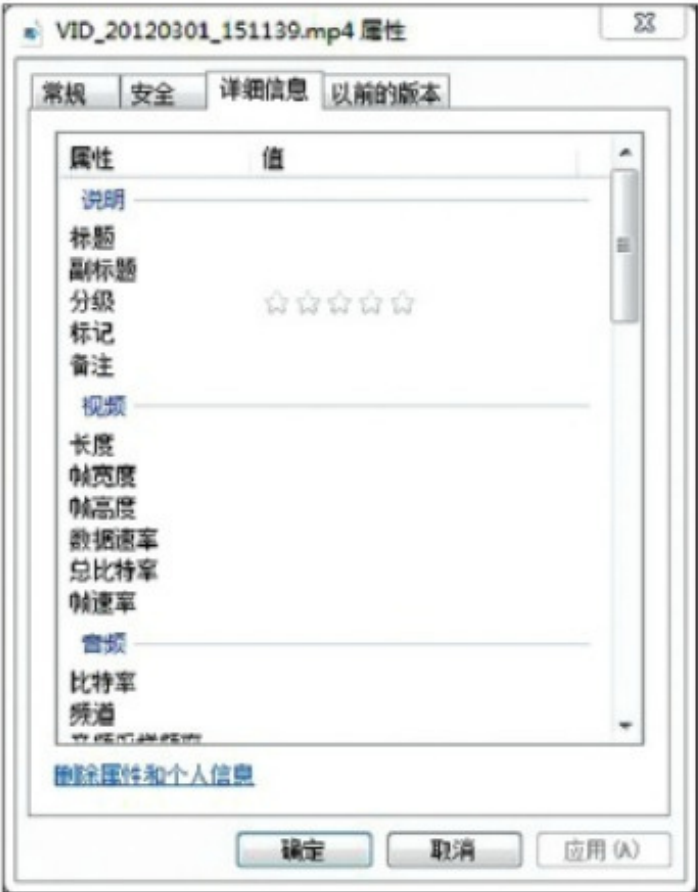 VID_20120301_151139.mp4 属性
常规 安全 详细信息 以前的版本
属性 值
说明
标题
副标题
分级
标记
备注
视频
长度
帧宽度
帧高度
数据速率
总比特率
帧速率
音频
比特率
频道
删除属性和个人信息
确定 取消 应用(A)